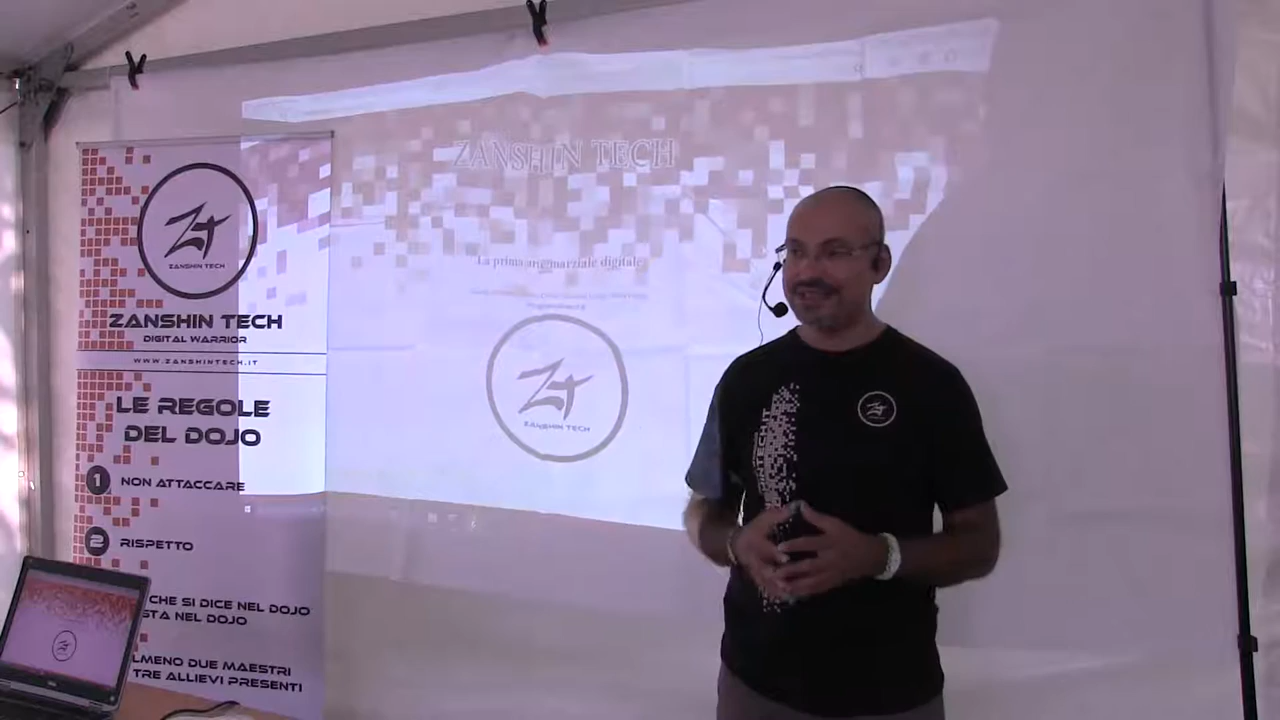 ZANSHIN TECH
ZANSHIN TECH
DIGITAL WARRIOR
WWW.ZANSHINTECH.IT
LE REGOLE
DEL DOJO
1 NON ATTACCARE
2 RISPETTO
CHE SI DICE NEL DOJO
STA NEL DOJO
LMENO DUE MAESTRI
TRE ALLIEVI PRESENTI
ZANSHIN TECH
La prima arte marziale digitale
ZANSHIN TECH